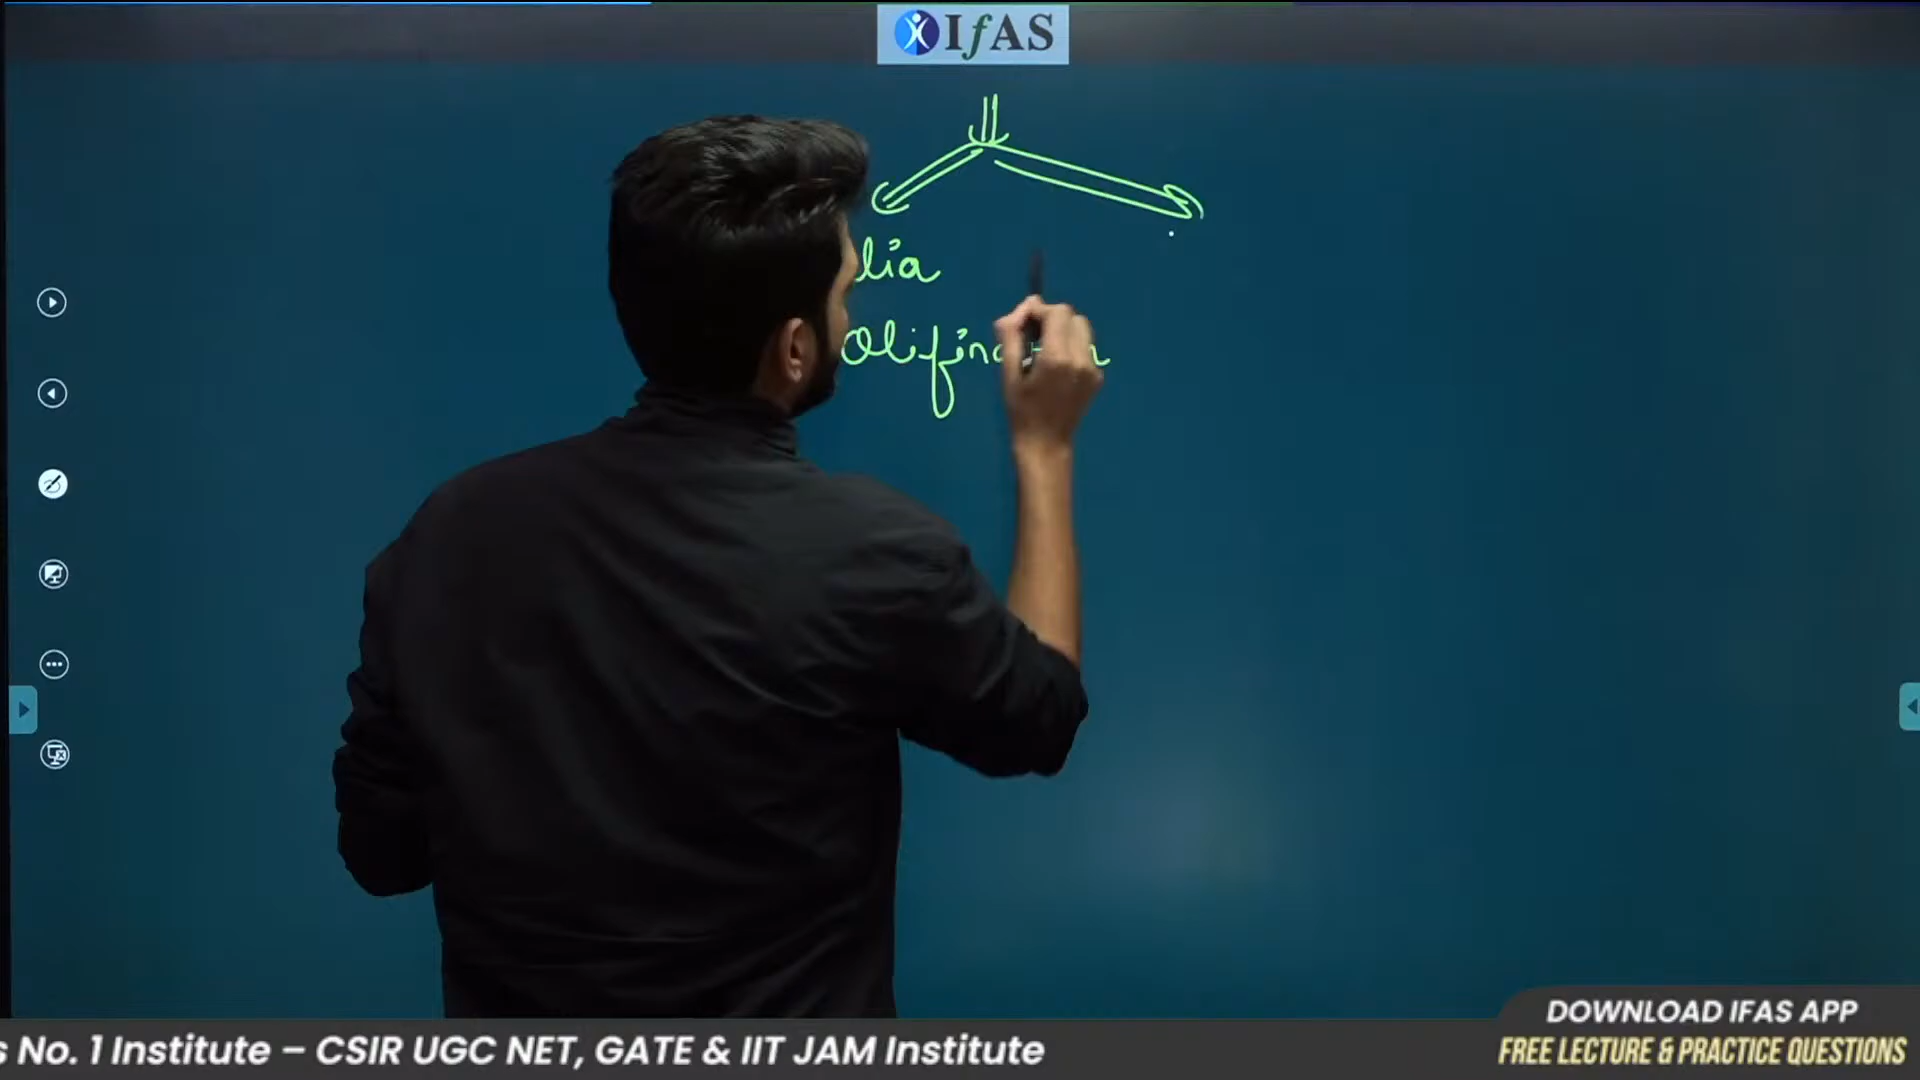 IfAS
lia
DOWNLOAD IFAS APP
s No. 1 Institute – CSIR UGC NET, GATE & IIT JAM Institute
FREE LECTURE & PRACTICE QUESTIONS